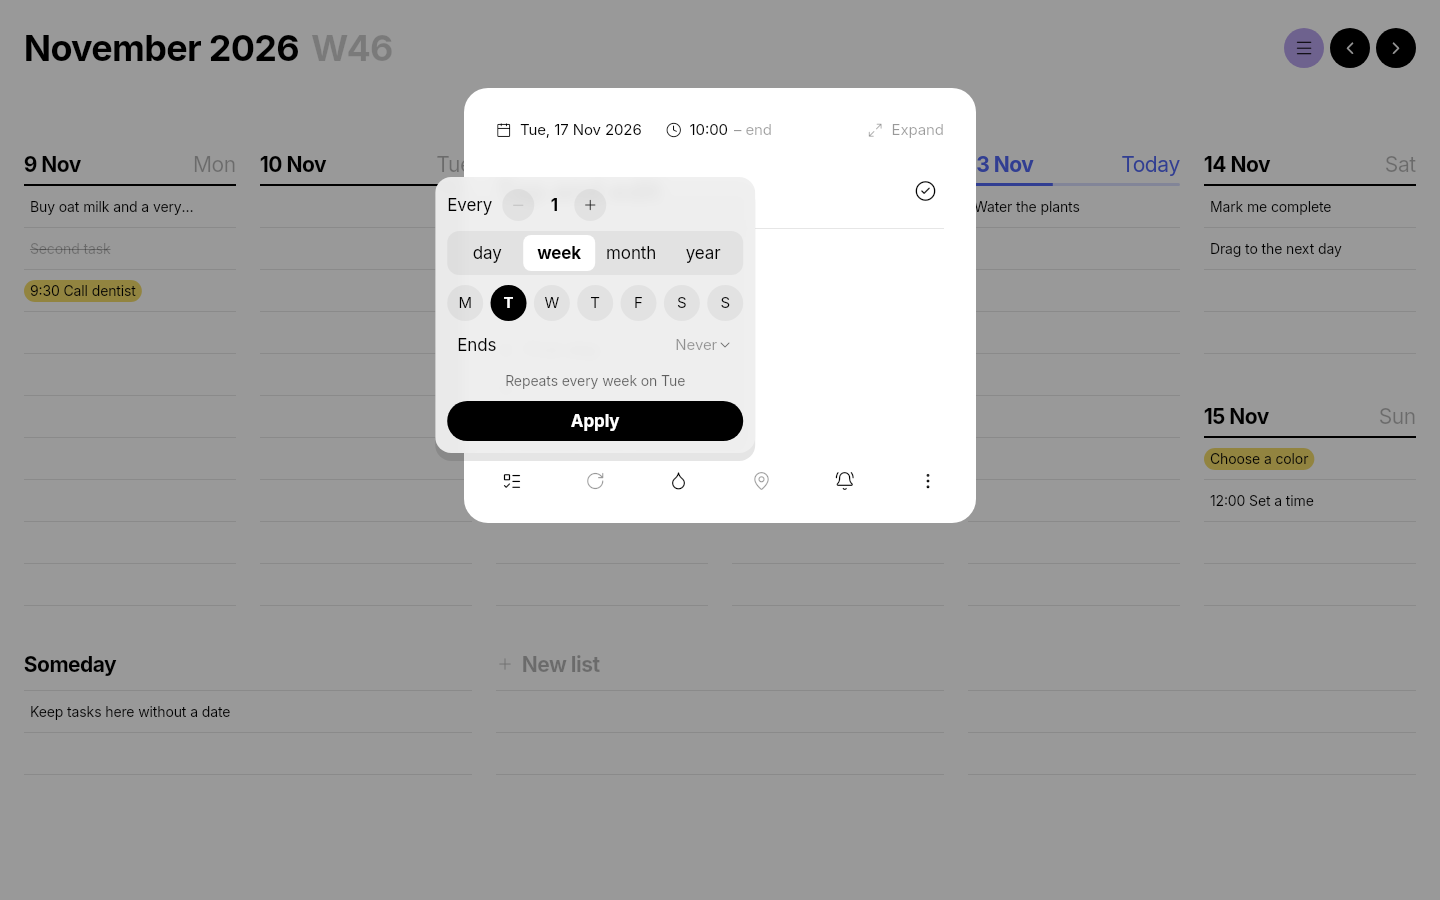 November 2026 W46
Tue, 17 Nov 2026 10:00 – end Expand
9 Nov Mon
Buy oat milk and a very...
Second task
9:30 Call dentist
10 Nov Tue
Every 1
day week month year
M T W T F S S
Ends Never
Repeats every week on Tue
Apply
3 Nov Today
Water the plants
14 Nov Sat
Mark me complete
Drag to the next day
15 Nov Sun
Choose a color
12:00 Set a time
Someday
Keep tasks here without a date
New list